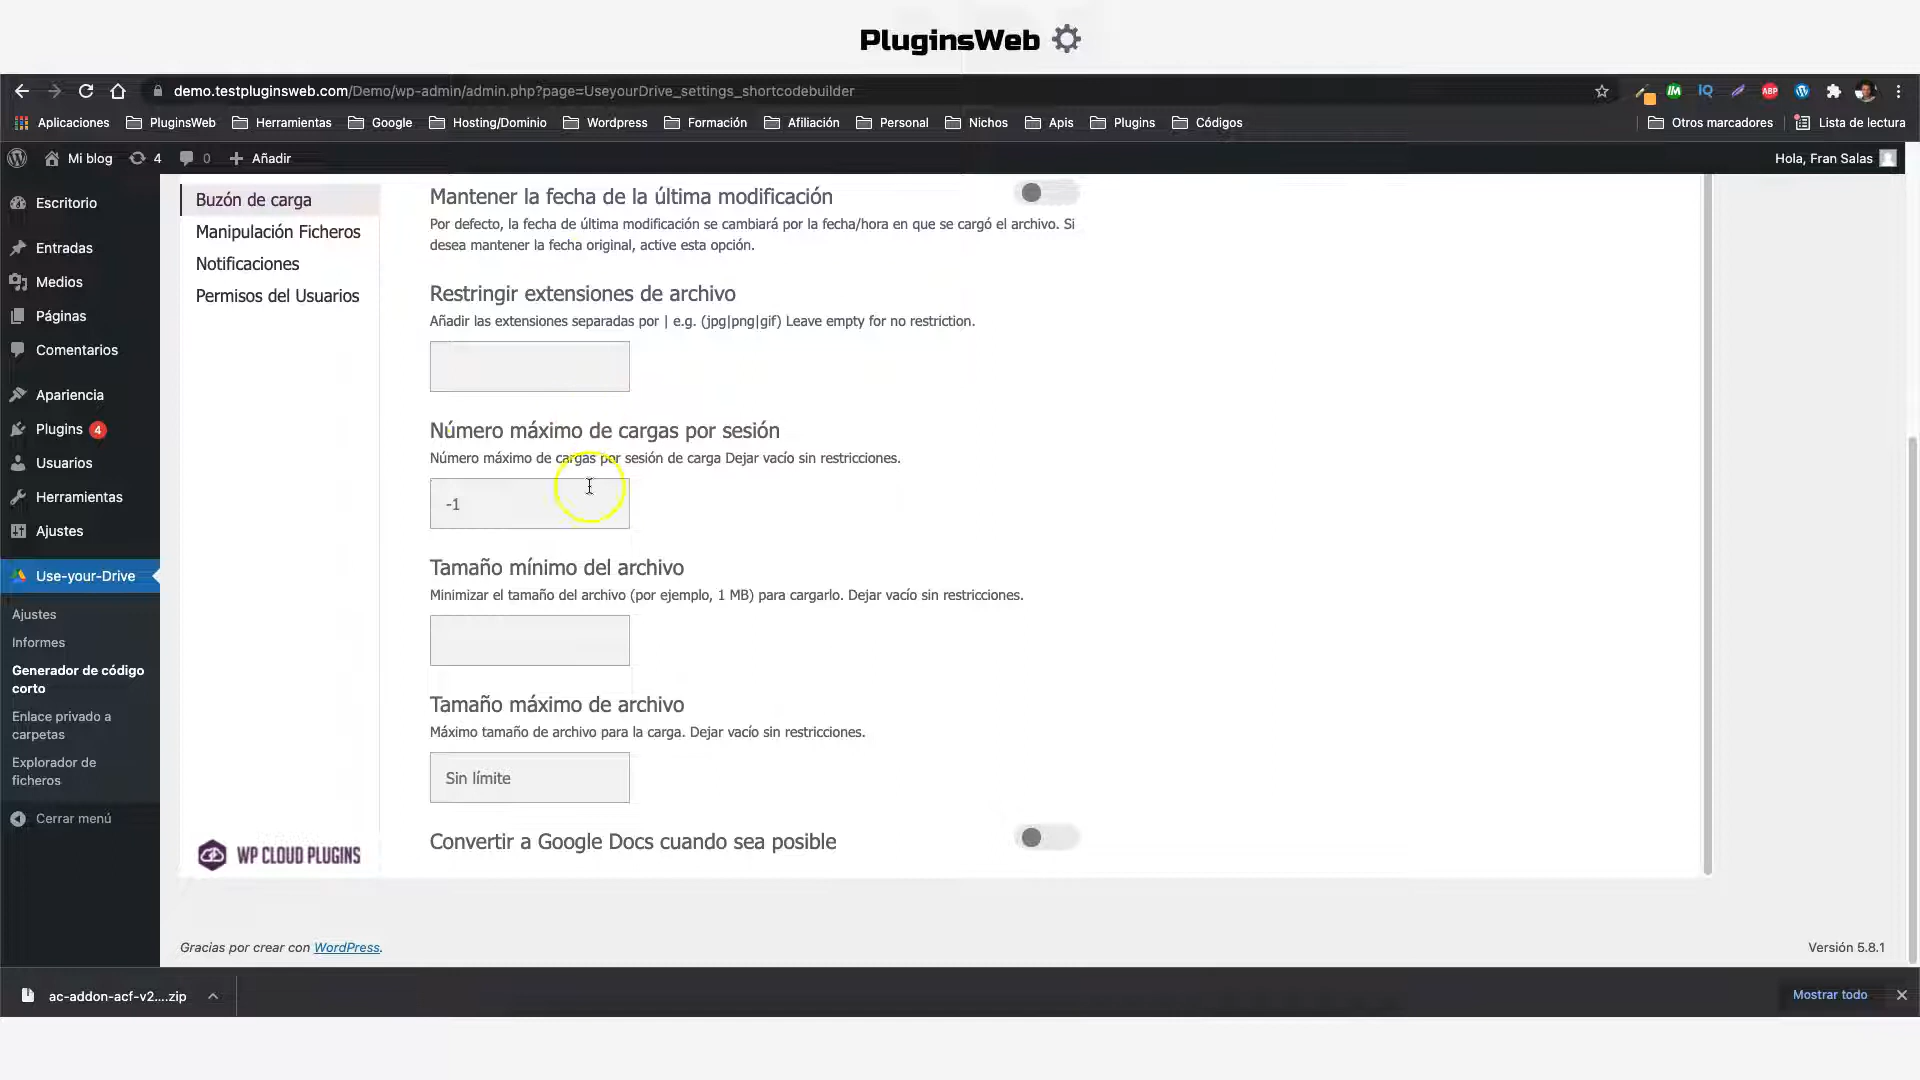 PluginsWeb
demo.testpluginsweb.com/Demo/wp-admin/admin.php?page=UseyourDrive_settings_shortcodebuilder
IM
IQ
ABP
Aplicaciones
PluginsWeb
Herramientas
Google
Hosting/Dominio
Wordpress
Formación
Afiliación
Personal
Nichos
Apis
Plugins
Códigos
Otros marcadores
Lista de lectura
Mi blog
4
0
Añadir
Hola, Fran Salas
Escritorio
Entradas
Medios
Páginas
Comentarios
Apariencia
Plugins 4
Usuarios
Herramientas
Ajustes
Use-your-Drive
Ajustes
Informes
Generador de código
corto
Enlace privado a
carpetas
Explorador de
ficheros
Cerrar menú
Buzón de carga
Manipulación Ficheros
Notificaciones
Permisos del Usuarios
WP CLOUD PLUGINS
Mantener la fecha de la última modificación
Por defecto, la fecha de última modificación se cambiará por la fecha/hora en que se cargó el archivo. Si
desea mantener la fecha original, active esta opción.
Restringir extensiones de archivo
Añadir las extensiones separadas por | e.g. (jpg|png|gif) Leave empty for no restriction.
Número máximo de cargas por sesión
Número máximo de cargas por sesión de carga Dejar vacío sin restricciones.
-1
Tamaño mínimo del archivo
Minimizar el tamaño del archivo (por ejemplo, 1 MB) para cargarlo. Dejar vacío sin restricciones.
Tamaño máximo de archivo
Máximo tamaño de archivo para la carga. Dejar vacío sin restricciones.
Sin límite
Convertir a Google Docs cuando sea posible
Gracias por crear con WordPress.
Versión 5.8.1
ac-addon-acf-v2....zip
Mostrar todo